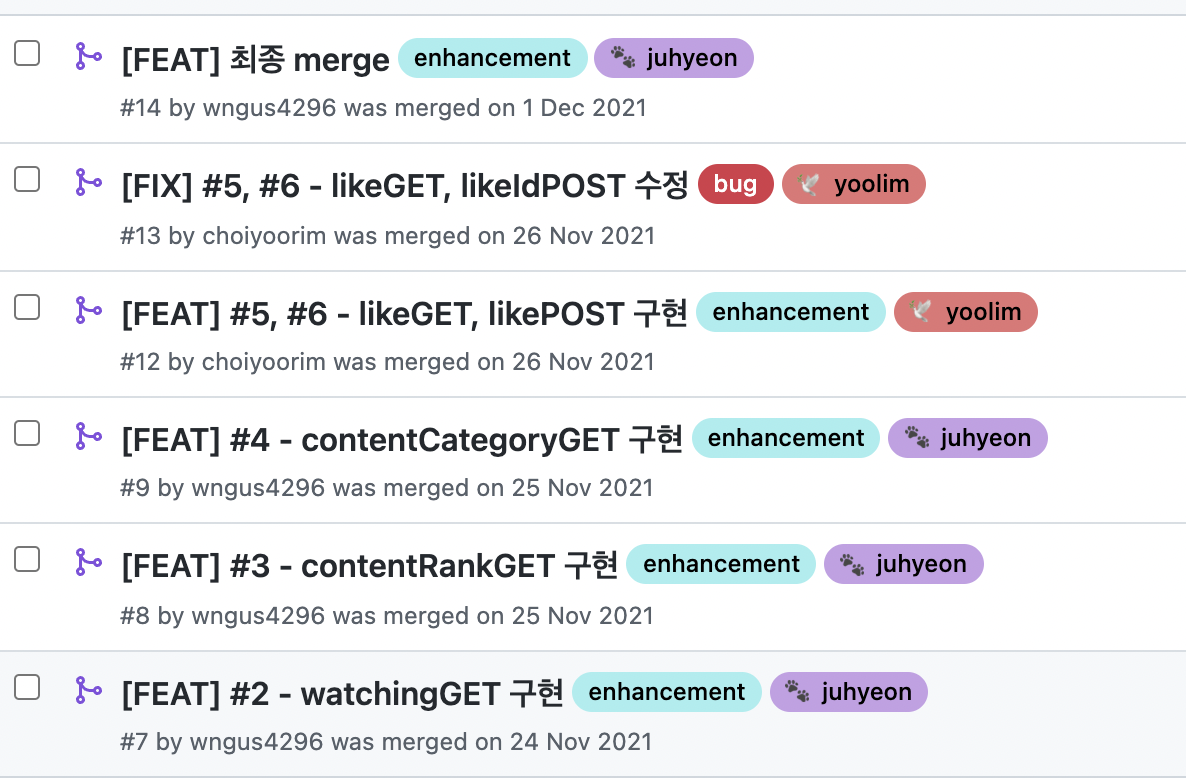 [FEAT] 최종 merge enhancement 🐾 juhyeon
#14 by wngus4296 was merged on 1 Dec 2021
[FIX] #5, #6 - likeGET, likeIdPOST 수정 bug 🕊 yoolim
#13 by choiyoorim was merged on 26 Nov 2021
[FEAT] #5, #6 - likeGET, likePOST 구현 enhancement 🕊 yoolim
#12 by choiyoorim was merged on 26 Nov 2021
[FEAT] #4 - contentCategoryGET 구현 enhancement 🐾 juhyeon
#9 by wngus4296 was merged on 25 Nov 2021
[FEAT] #3 - contentRankGET 구현 enhancement 🐾 juhyeon
#8 by wngus4296 was merged on 25 Nov 2021
[FEAT] #2 - watchingGET 구현 enhancement 🐾 juhyeon
#7 by wngus4296 was merged on 24 Nov 2021